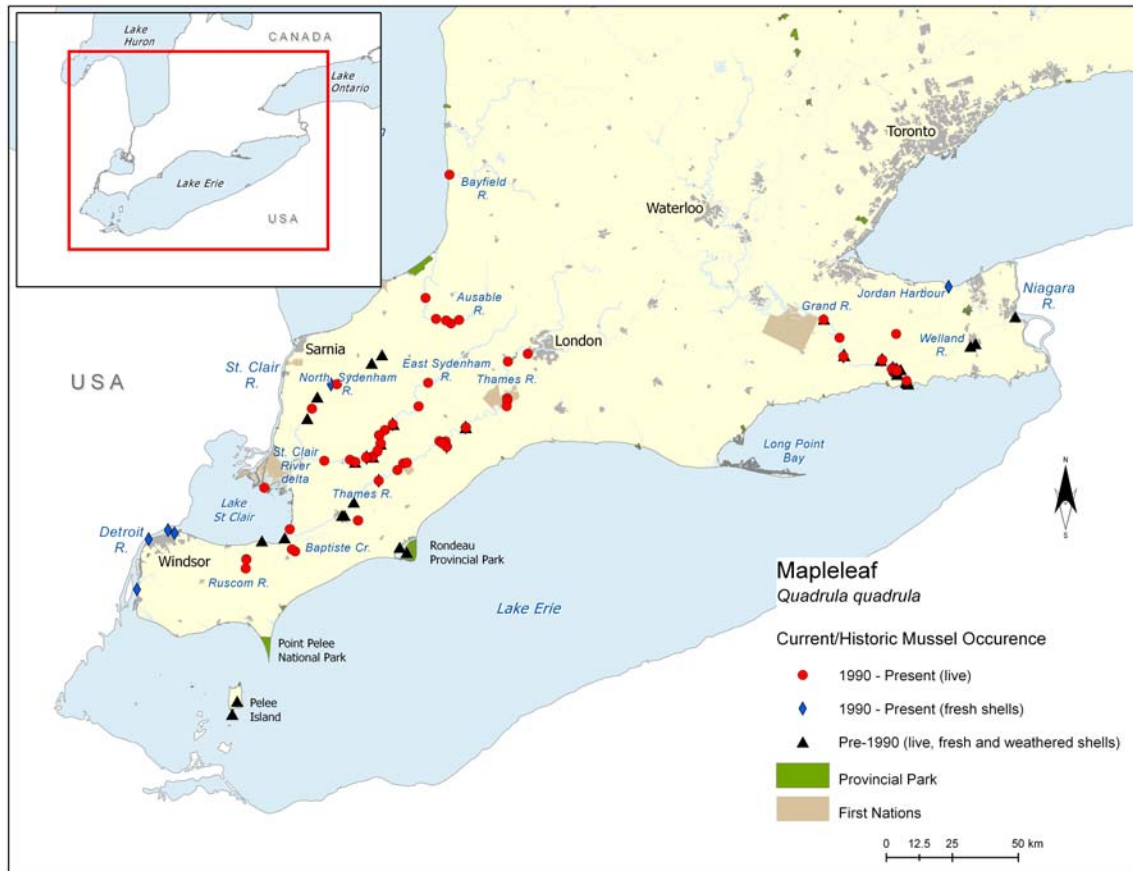 Lake
Huron
CANADA
Lake
Ontario
Lake Erie
USA
Toronto
Bayfield
R.
Waterloo
Ausable
R.
Grand R.
Jordan Harbour
Niagara
R.
Welland
R.
Sarnia
East Sydenham
R.
London
St. Clair
R.
North Sydenham
R.
Thames R.
USA
St. Clair
River
delta
Long Point
Bay
Lake
St Clair
Thames R.
Detroit
R.
Windsor
Baptiste Cr.
Rondeau
Provincial Park
Ruscom R.
Lake Erie
Point Pelee
National Park
Pelee
Island
N
S
Mapleleaf
Quadrula quadrula
Current/Historic Mussel Occurence
1990 - Present (live)
1990 - Present (fresh shells)
Pre-1990 (live, fresh and weathered shells)
Provincial Park
First Nations
0 12.5 25 50 km